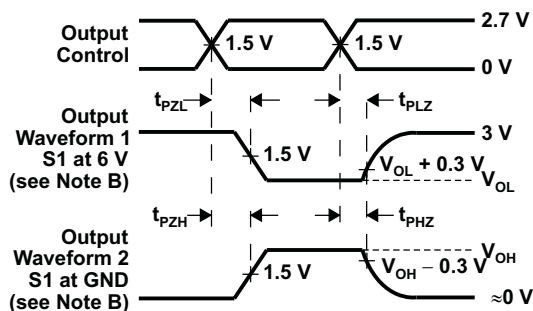 Output
Control
1.5 V
1.5 V
2.7 V
0 V
tPZL
tPLZ
Output
Waveform 1
S1 at 6 V
(see Note B)
1.5 V
3 V
VOL + 0.3 V
VOL
tPZH
tPHZ
Output
Waveform 2
S1 at GND
(see Note B)
1.5 V
VOH
VOH − 0.3 V
≈0 V